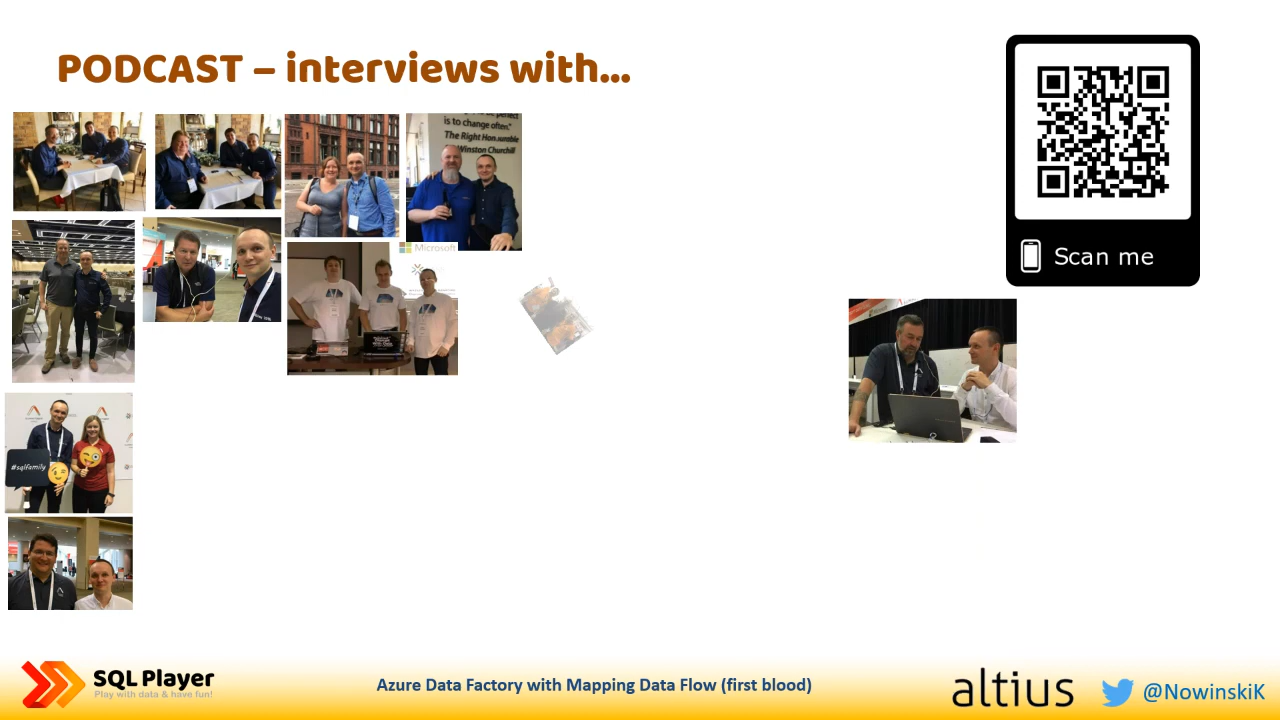 PODCAST – interviews with...
is to change often."
The Right Honourable
Winston Churchill
Microsoft
#sqlfamily
Scan me
SQL Player
Play with data & have fun!
Azure Data Factory with Mapping Data Flow (first blood)
altius
@NowinskiK